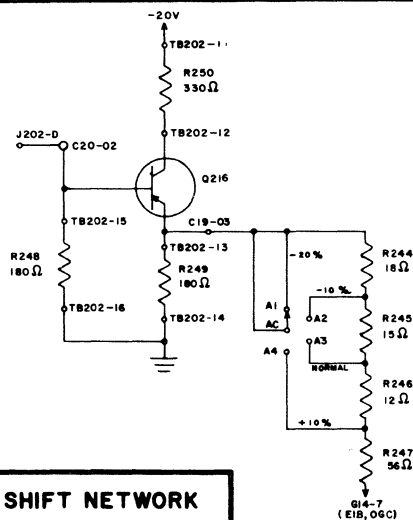 -20V
TB202-11
R250
330Ω
J202-D
C20-02
TB202-12
Q216
TB202-15
C19-03
TB202-13
R248
180Ω
R249
180Ω
-20%
R244
18Ω
-10%
A1
AC
A2
A3
A4
R245
15Ω
TB202-16
TB202-14
NORMAL
R246
12Ω
+10%
R247
56Ω
SHIFT NETWORK
G14-7
(E1B, OGC)